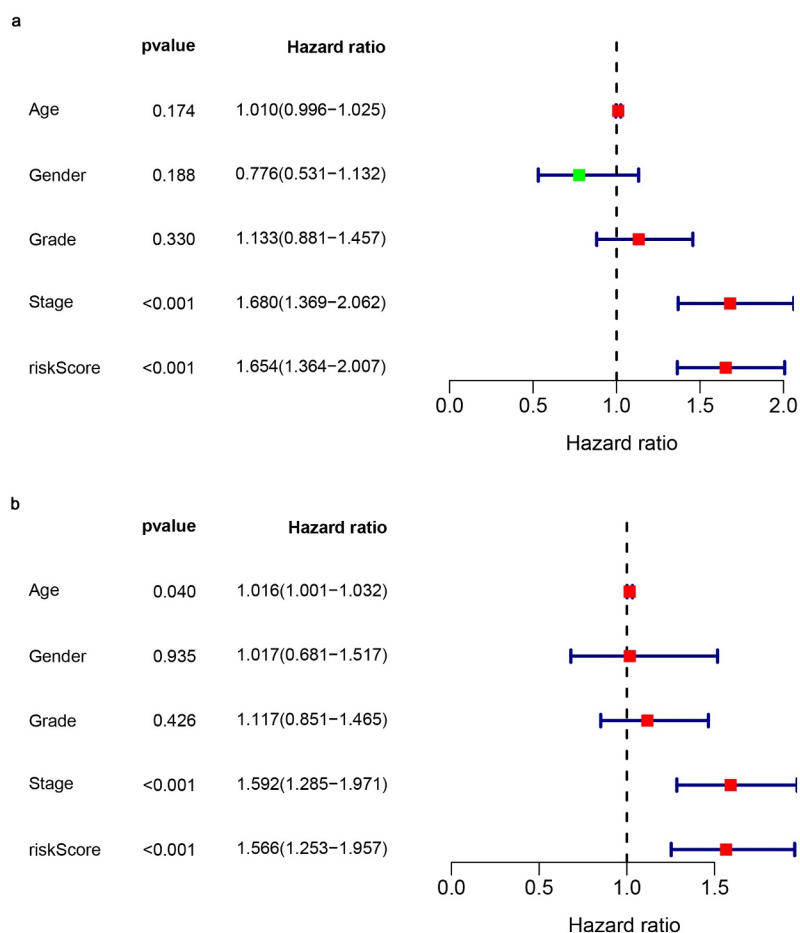 a
pvalue Hazard ratio
Age 0.174 1.010(0.996−1.025)
Gender 0.188 0.776(0.531−1.132)
Grade 0.330 1.133(0.881−1.457)
Stage <0.001 1.680(1.369−2.062)
riskScore <0.001 1.654(1.364−2.007)
0.0 0.5 1.0 1.5 2.0
Hazard ratio
b
pvalue Hazard ratio
Age 0.040 1.016(1.001−1.032)
Gender 0.935 1.017(0.681−1.517)
Grade 0.426 1.117(0.851−1.465)
Stage <0.001 1.592(1.285−1.971)
riskScore <0.001 1.566(1.253−1.957)
0.0 0.5 1.0 1.5
Hazard ratio